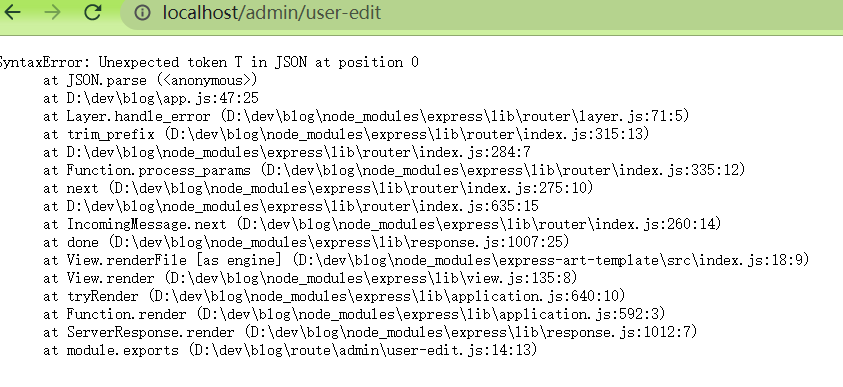 localhost/admin/user-edit
SyntaxError: Unexpected token T in JSON at position 0
at JSON.parse (<anonymous>)
at D:\dev\blog\app.js:47:25
at Layer.handle_error (D:\dev\blog\node_modules\express\lib\router\layer.js:71:5)
at trim_prefix (D:\dev\blog\node_modules\express\lib\router\index.js:315:13)
at D:\dev\blog\node_modules\express\lib\router\index.js:284:7
at Function.process_params (D:\dev\blog\node_modules\express\lib\router\index.js:335:12)
at next (D:\dev\blog\node_modules\express\lib\router\index.js:275:10)
at D:\dev\blog\node_modules\express\lib\router\index.js:635:15
at IncomingMessage.next (D:\dev\blog\node_modules\express\lib\router\index.js:260:14)
at done (D:\dev\blog\node_modules\express\lib\response.js:1007:25)
at View.renderFile [as engine] (D:\dev\blog\node_modules\express-art-template\src\index.js:18:9)
at View.render (D:\dev\blog\node_modules\express\lib\view.js:135:8)
at tryRender (D:\dev\blog\node_modules\express\lib\application.js:640:10)
at Function.render (D:\dev\blog\node_modules\express\lib\application.js:592:3)
at ServerResponse.render (D:\dev\blog\node_modules\express\lib\response.js:1012:7)
at module.exports (D:\dev\blog\route\admin\user-edit.js:14:13)